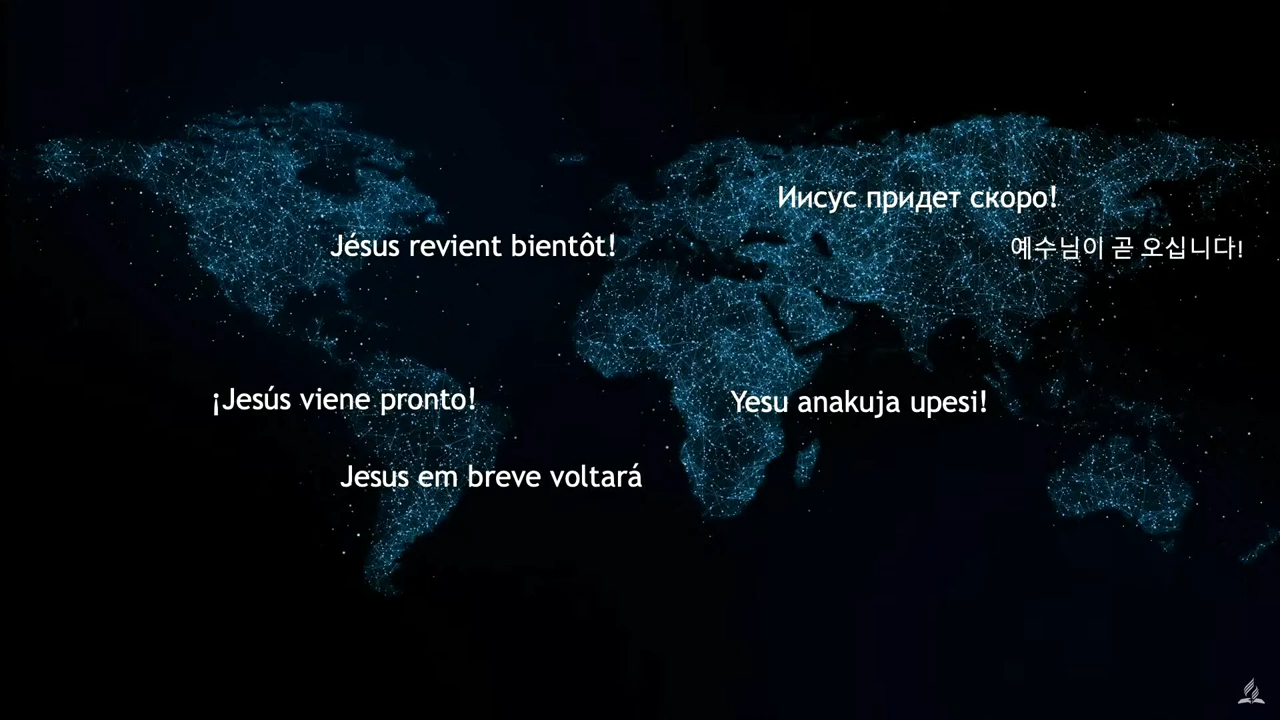 Иисус придет скоро!
Jésus revient bientôt!
예수님이 곧 오십니다!
¡Jesús viene pronto!
Yesu anakuja upesi!
Jesus em breve voltará